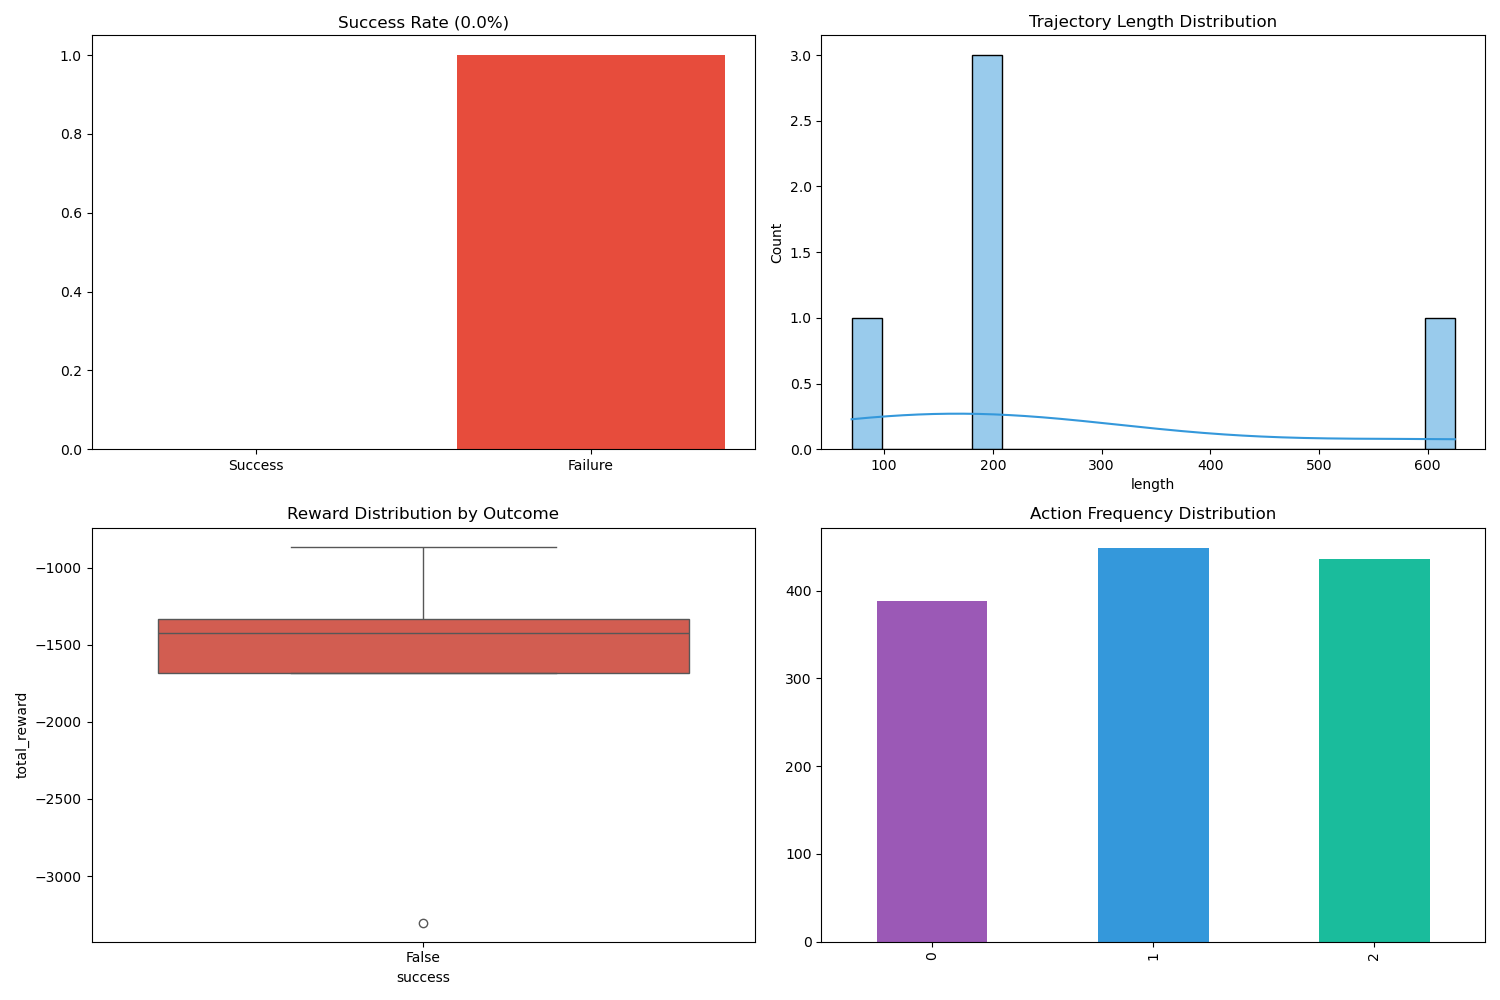 Success Rate (0.0%)
1.0
0.8
0.6
0.4
0.2
0.0
Success
Failure
Trajectory Length Distribution
Count
3.0
2.5
2.0
1.5
1.0
0.5
0.0
100
200
300
400
500
600
length
Reward Distribution by Outcome
total_reward
−1000
−1500
−2000
−2500
−3000
False
success
Action Frequency Distribution
400
300
200
100
0
0
1
2